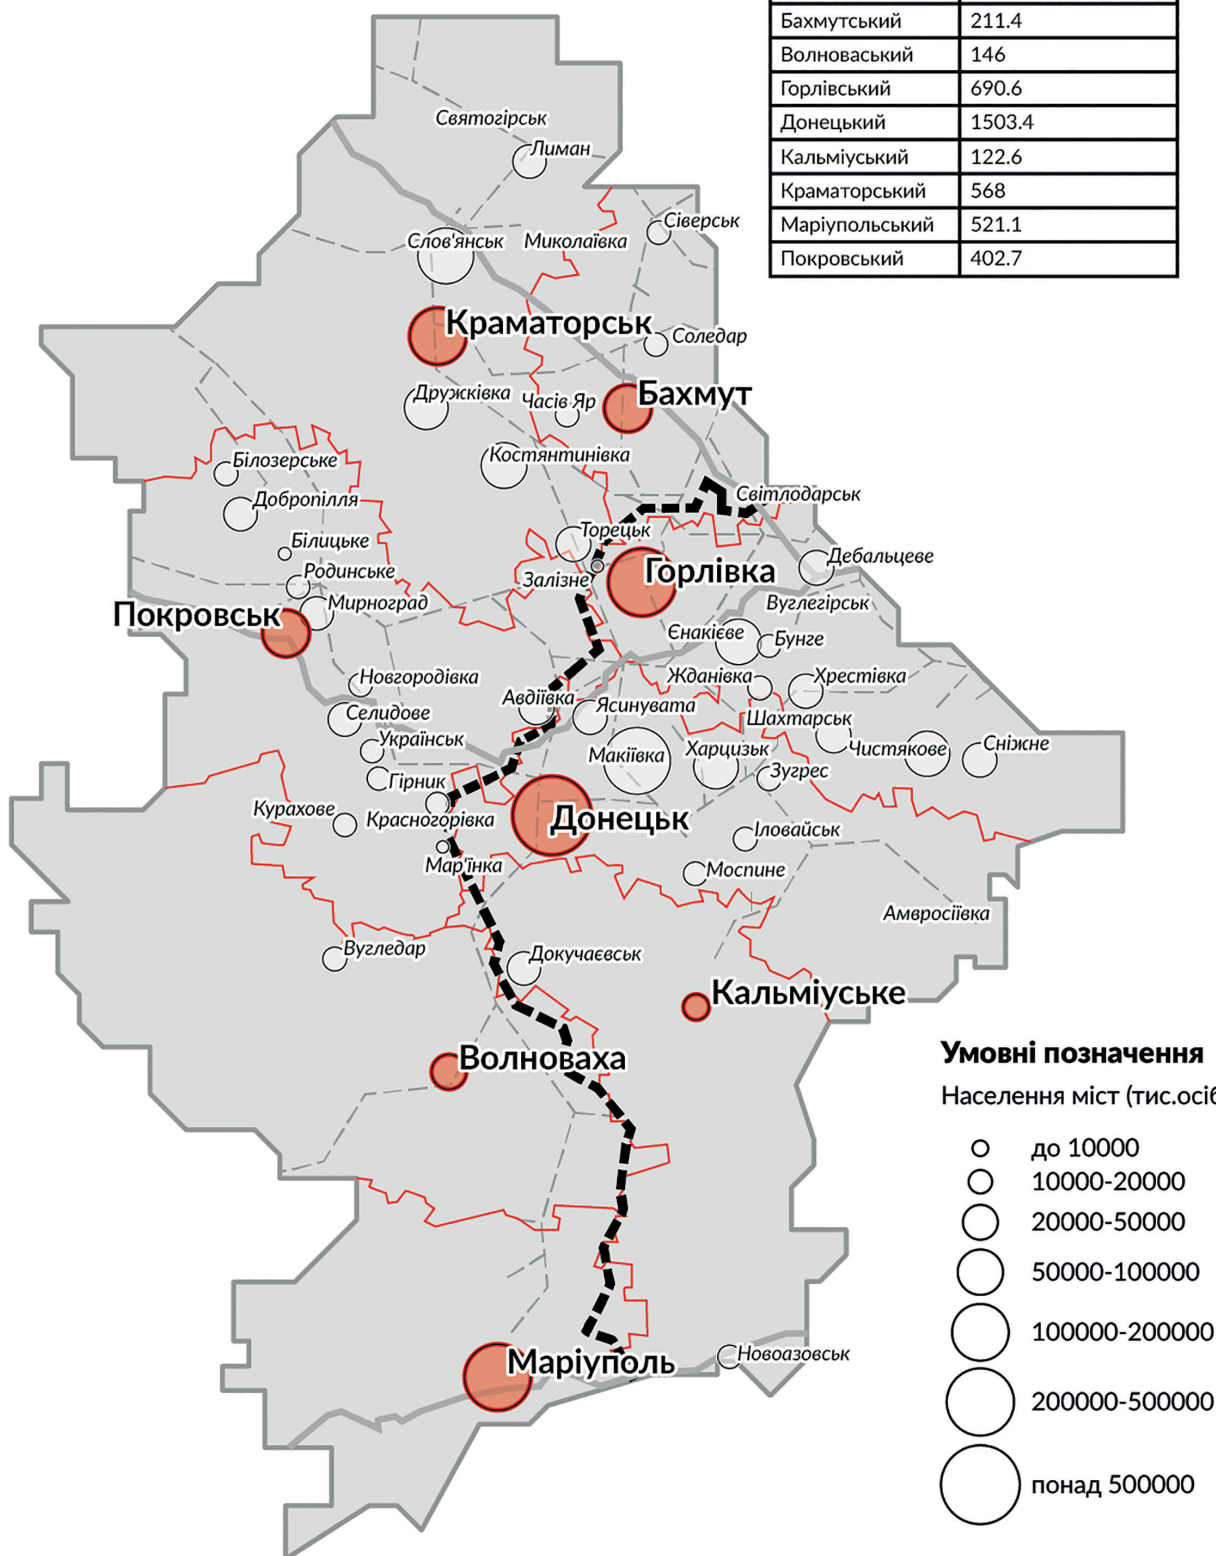 Бахмутський 211.4
Волноваський 146
Горлівський 690.6
Донецький 1503.4
Кальміуський 122.6
Краматорський 568
Маріупольський 521.1
Покровський 402.7
Святогірськ
Лиман
Сіверськ
Слов'янськ
Миколаївка
Краматорськ
Соледар
Бахмут
Дружківка
Часів Яр
Костянтинівка
Білозерське
Добропілля
Світлодарськ
Торецьк
Білицьке
Дебальцеве
Родинське
Залізне
Горлівка
Мирноград
Вуглегірськ
Покровськ
Єнакієве
Бунге
Новгородівка
Жданівка
Хрестівка
Авдіївка
Ясинувата
Селидове
Шахтарськ
Українськ
Макіївка
Харцизьк
Чистякове
Сніжне
Зугрес
Гірник
Курахове
Красногорівка
Донецьк
Іловайськ
Мар'їнка
Моспине
Амвросіївка
Вугледар
Докучаєвськ
Кальміуське
Волноваха
Умовні позначення
Населення міст (тис.осіб
до 10000
10000-20000
20000-50000
50000-100000
100000-200000
Маріуполь
Новоазовськ
200000-500000
понад 500000